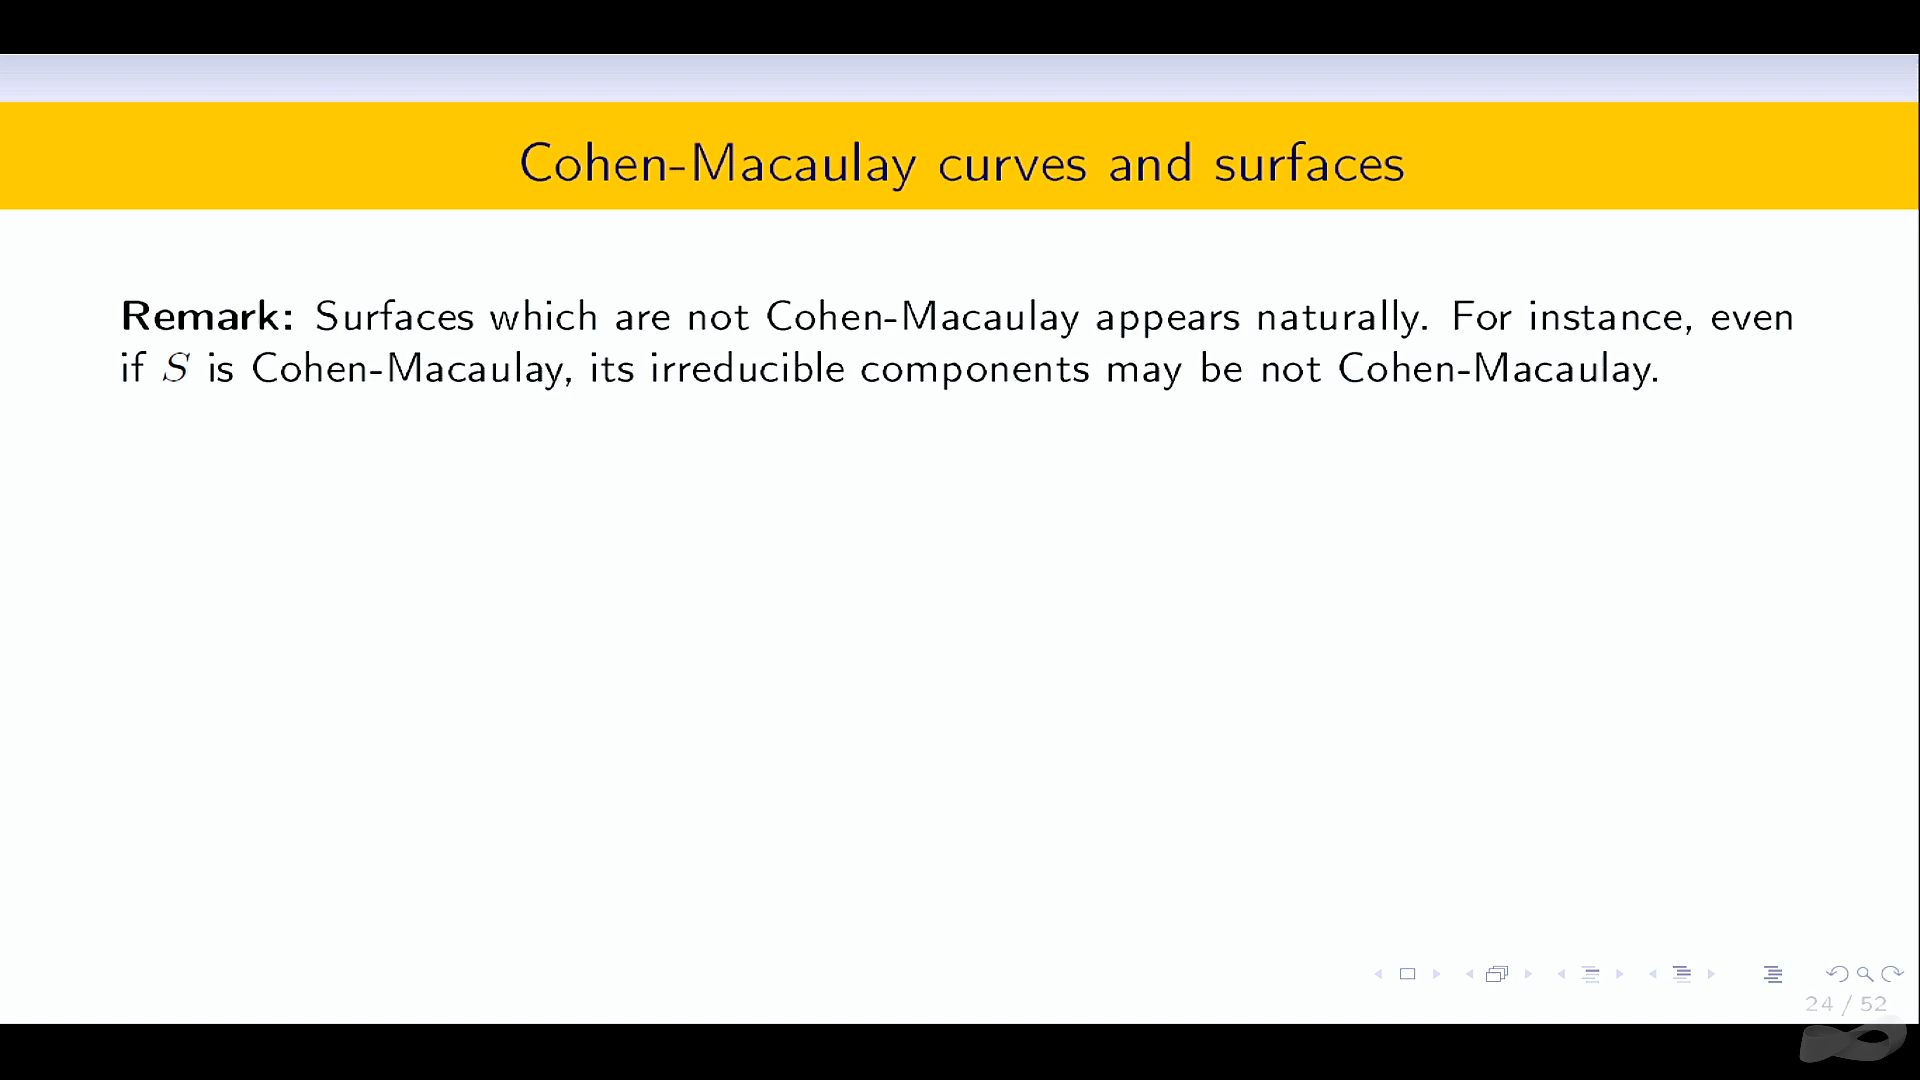 Cohen-Macaulay curves and surfaces
Remark: Surfaces which are not Cohen-Macaulay appears naturally. For instance, even
if S is Cohen-Macaulay, its irreducible components may be not Cohen-Macaulay.
24 / 52